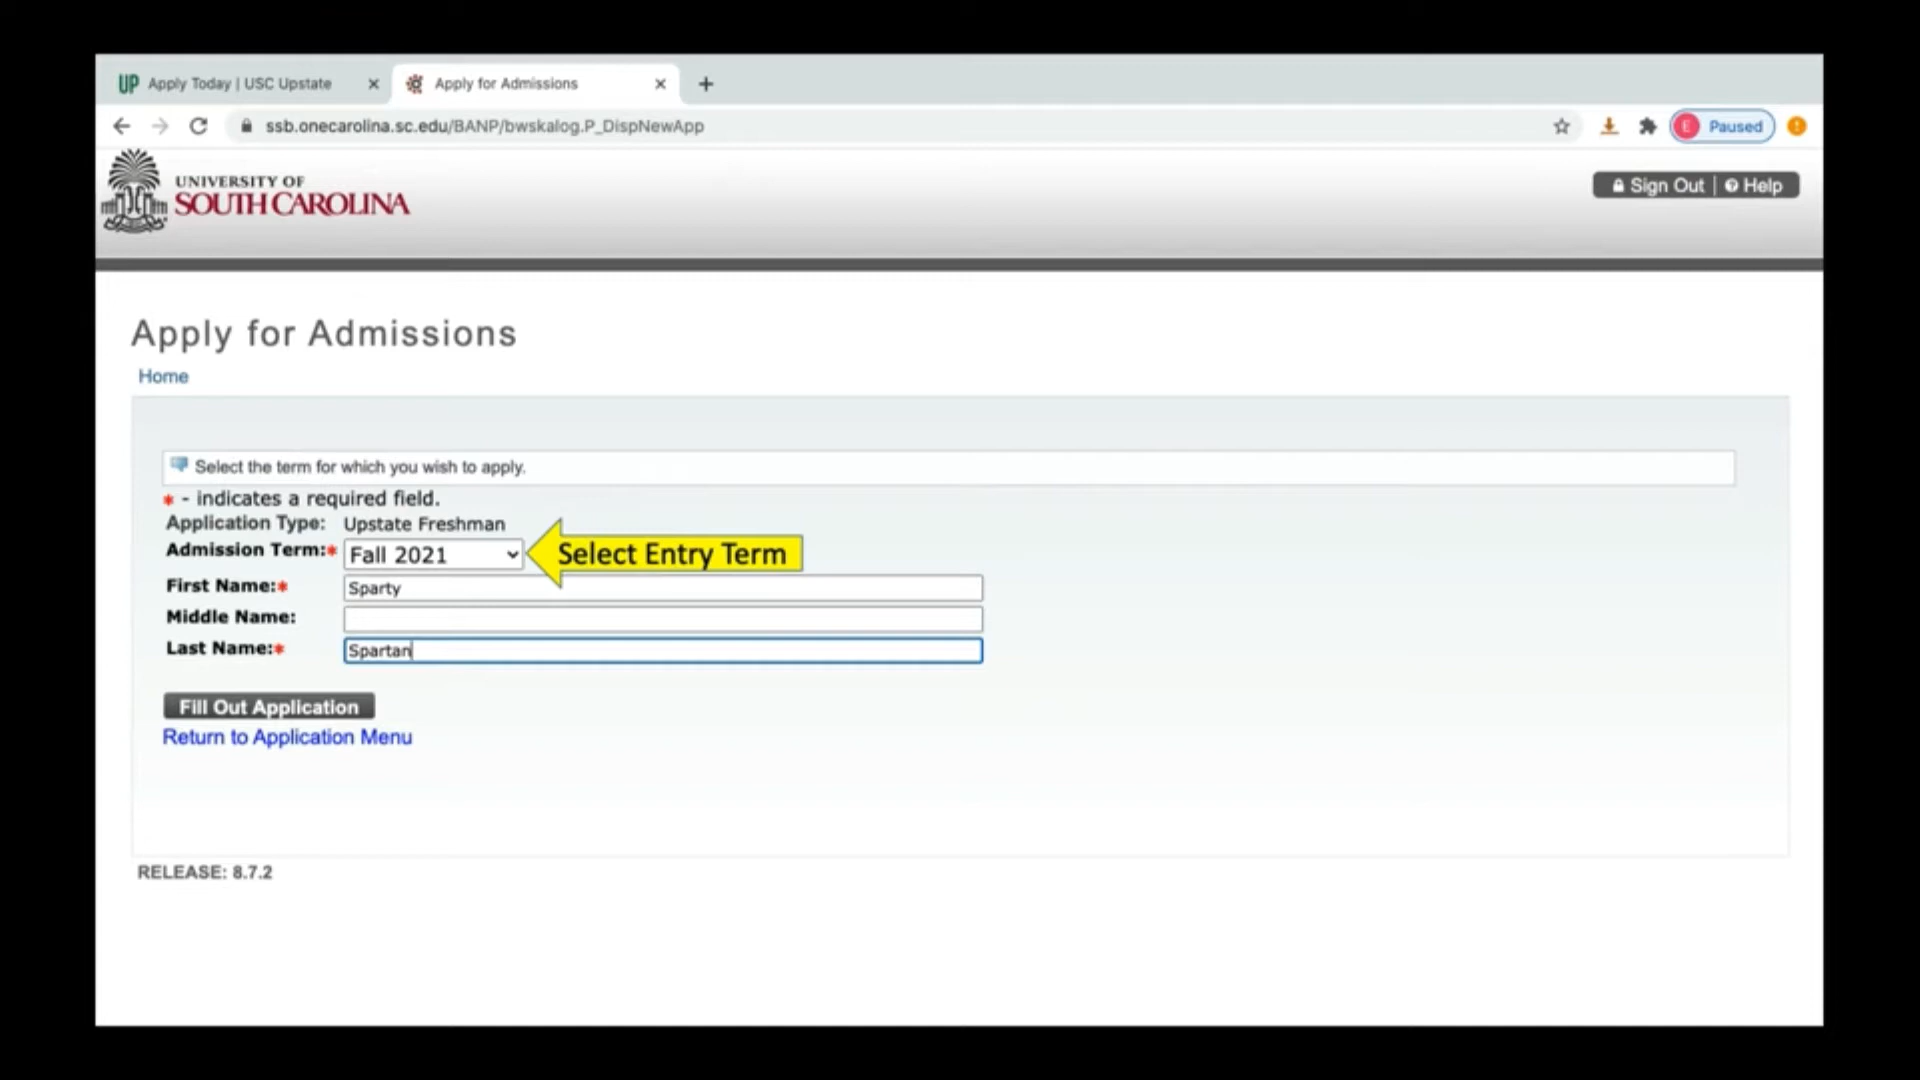 UP Apply Today | USC Upstate
Apply for Admissions
ssb.onecarolina.sc.edu/BANP/bwskalog.P_DispNewApp
E Paused
UNIVERSITY OF
SOUTH CAROLINA
Sign Out | Help
Apply for Admissions
Home
Select the term for which you wish to apply.
* - indicates a required field.
Application Type: Upstate Freshman
Admission Term:* Fall 2021
Select Entry Term
First Name:* Sparty
Middle Name:
Last Name:* Spartan
Fill Out Application
Return to Application Menu
RELEASE: 8.7.2